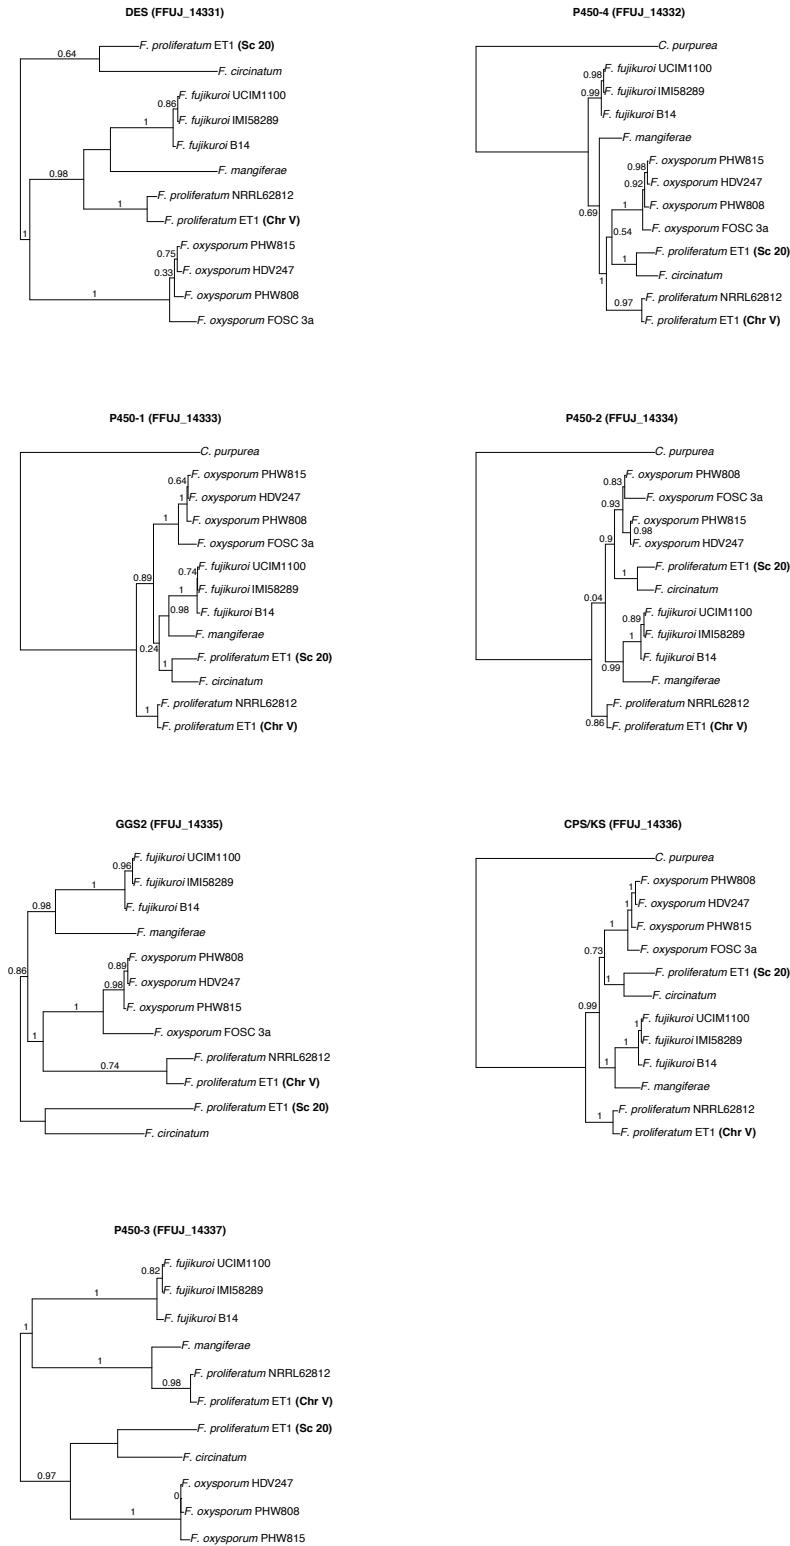 DES (FFUJ_14331)
0.64
F. proliferatum ET1 (Sc 20)
F. circinatum
F. fujikuroi UCIM1100
0.86
F. fujikuroi IMI58289
1
F. fujikuroi B14
F. mangiferae
0.98
F. proliferatum NRRL62812
1
F. proliferatum ET1 (Chr V)
1
F. oxysporum PHW815
0.75
F. oxysporum HDV247
0.33
F. oxysporum PHW808
1
F. oxysporum FOSC 3a
P450-4 (FFUJ_14332)
C. purpurea
F. fujikuroi UCIM1100
0.98
F. fujikuroi IMI58289
0.99
F. fujikuroi B14
F. mangiferae
F. oxysporum PHW815
0.98
F. oxysporum HDV247
0.92
F. oxysporum PHW808
1
0.69
F. oxysporum FOSC 3a
0.54
F. proliferatum ET1 (Sc 20)
1
F. circinatum
1
F. proliferatum NRRL62812
0.97
F. proliferatum ET1 (Chr V)
P450-1 (FFUJ_14333)
C. purpurea
F. oxysporum PHW815
0.64
F. oxysporum HDV247
1
F. oxysporum PHW808
1
F. oxysporum FOSC 3a
F. fujikuroi UCIM1100
0.74
0.89
F. fujikuroi IMI58289
1
F. fujikuroi B14
0.98
F. mangiferae
0.24
F. proliferatum ET1 (Sc 20)
1
F. circinatum
F. proliferatum NRRL62812
1
F. proliferatum ET1 (Chr V)
P450-2 (FFUJ_14334)
C. purpurea
F. oxysporum PHW808
0.83
F. oxysporum FOSC 3a
0.93
F. oxysporum PHW815
0.98
0.9
F. oxysporum HDV247
F. proliferatum ET1 (Sc 20)
1
F. circinatum
0.04
F. fujikuroi UCIM1100
0.89
F. fujikuroi IMI58289
1
F. fujikuroi B14
0.99
F. mangiferae
F. proliferatum NRRL62812
0.86
F. proliferatum ET1 (Chr V)
GGS2 (FFUJ_14335)
F. fujikuroi UCIM1100
0.96
F. fujikuroi IMI58289
1
F. fujikuroi B14
0.98
F. mangiferae
F. oxysporum PHW808
0.89
0.86
F. oxysporum HDV247
0.98
F. oxysporum PHW815
1
F. oxysporum FOSC 3a
1
F. proliferatum NRRL62812
0.74
F. proliferatum ET1 (Chr V)
F. proliferatum ET1 (Sc 20)
F. circinatum
CPS/KS (FFUJ_14336)
C. purpurea
F. oxysporum PHW808
1
F. oxysporum HDV247
1
F. oxysporum PHW815
1
F. oxysporum FOSC 3a
0.73
F. proliferatum ET1 (Sc 20)
1
F. circinatum
0.99
F. fujikuroi UCIM1100
1
F. fujikuroi IMI58289
1
F. fujikuroi B14
1
F. mangiferae
F. proliferatum NRRL62812
1
F. proliferatum ET1 (Chr V)
P450-3 (FFUJ_14337)
F. fujikuroi UCIM1100
0.82
F. fujikuroi IMI58289
1
F. fujikuroi B14
1
F. mangiferae
1
F. proliferatum NRRL62812
0.98
F. proliferatum ET1 (Chr V)
F. proliferatum ET1 (Sc 20)
F. circinatum
0.97
F. oxysporum HDV247
0
F. oxysporum PHW808
1
F. oxysporum PHW815